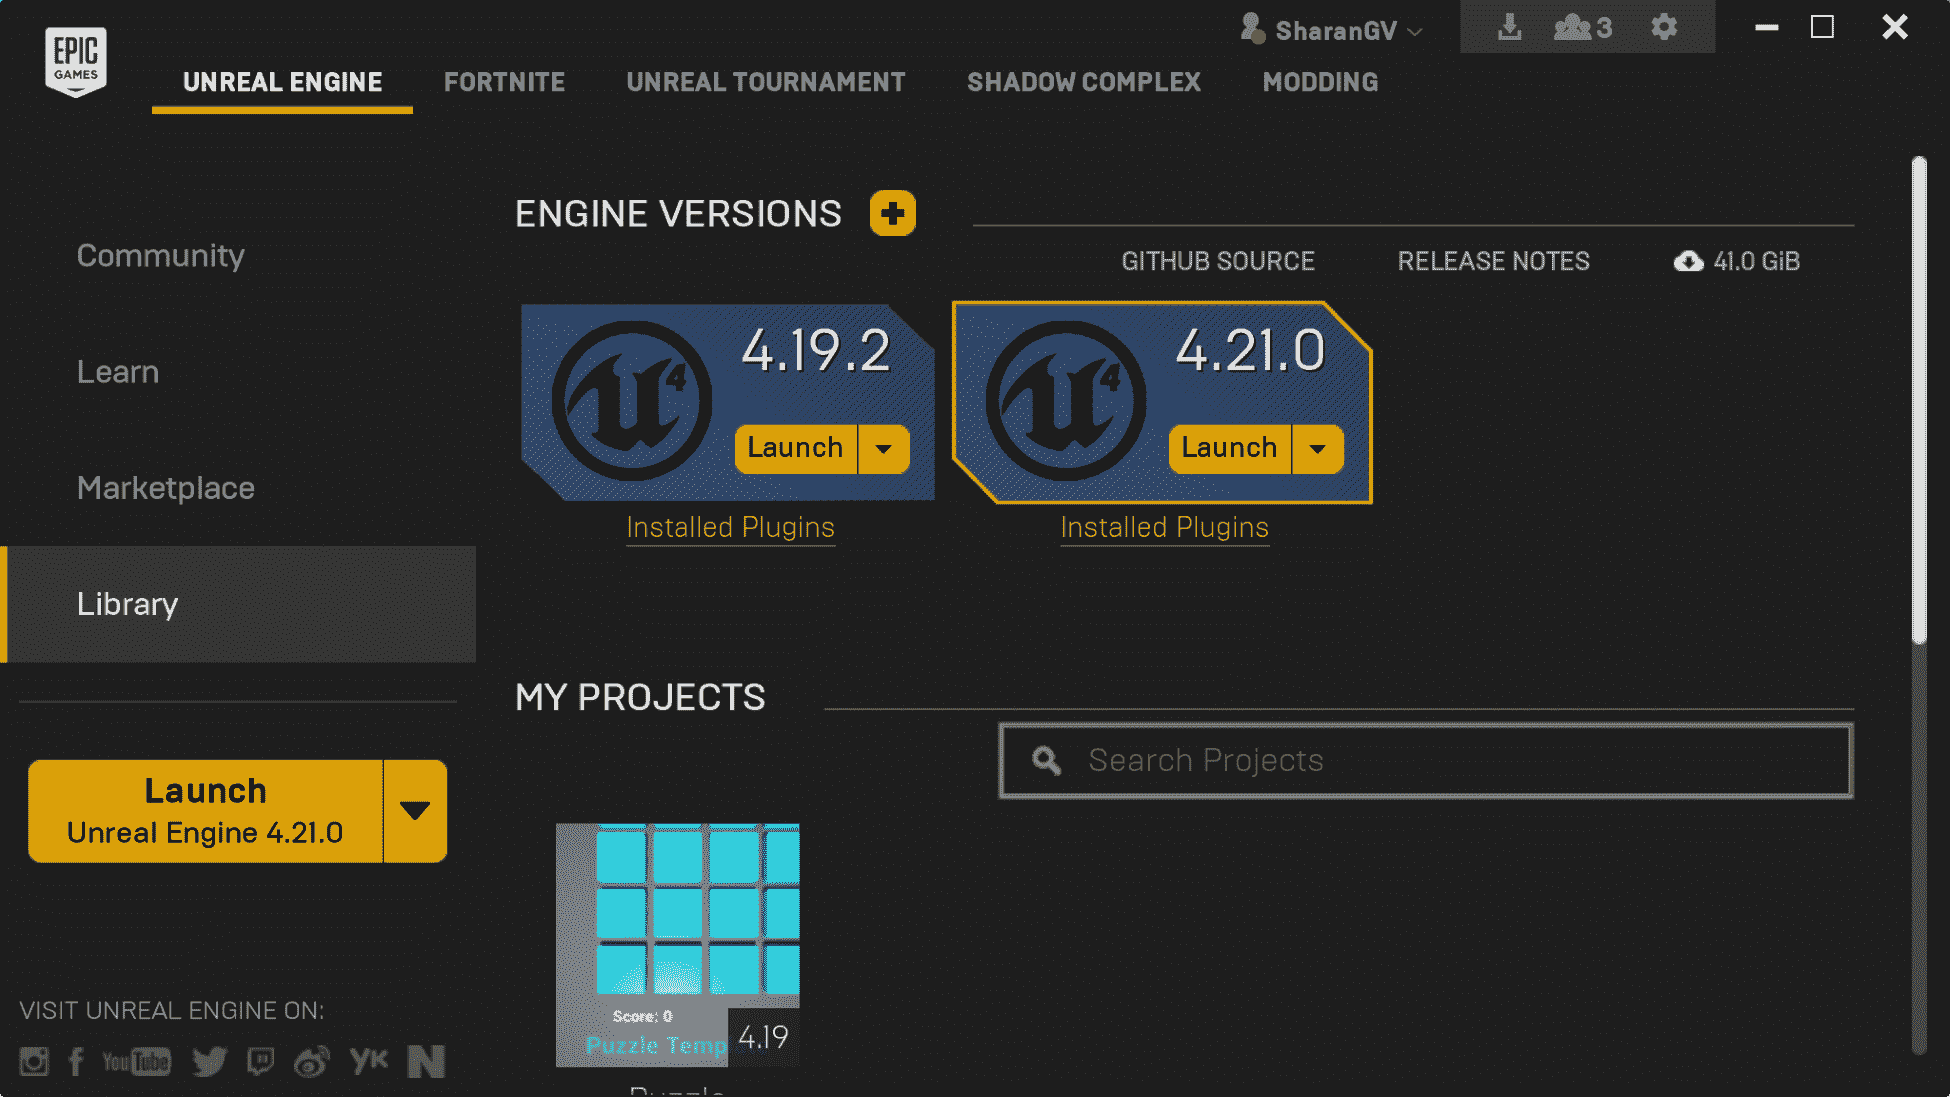 EPIC
GAMES
SharanGV
3
UNREAL ENGINE
FORTNITE
UNREAL TOURNAMENT
SHADOW COMPLEX
MODDING
Community
Learn
Marketplace
Library
Launch
Unreal Engine 4.21.0
VISIT UNREAL ENGINE ON:
YouTube
ENGINE VERSIONS
GITHUB SOURCE
RELEASE NOTES
41.0 GiB
4.19.2
Launch
Installed Plugins
4.21.0
Launch
Installed Plugins
MY PROJECTS
Search Projects
Score: 0
Puzzle Temp
4.19
Puzzle